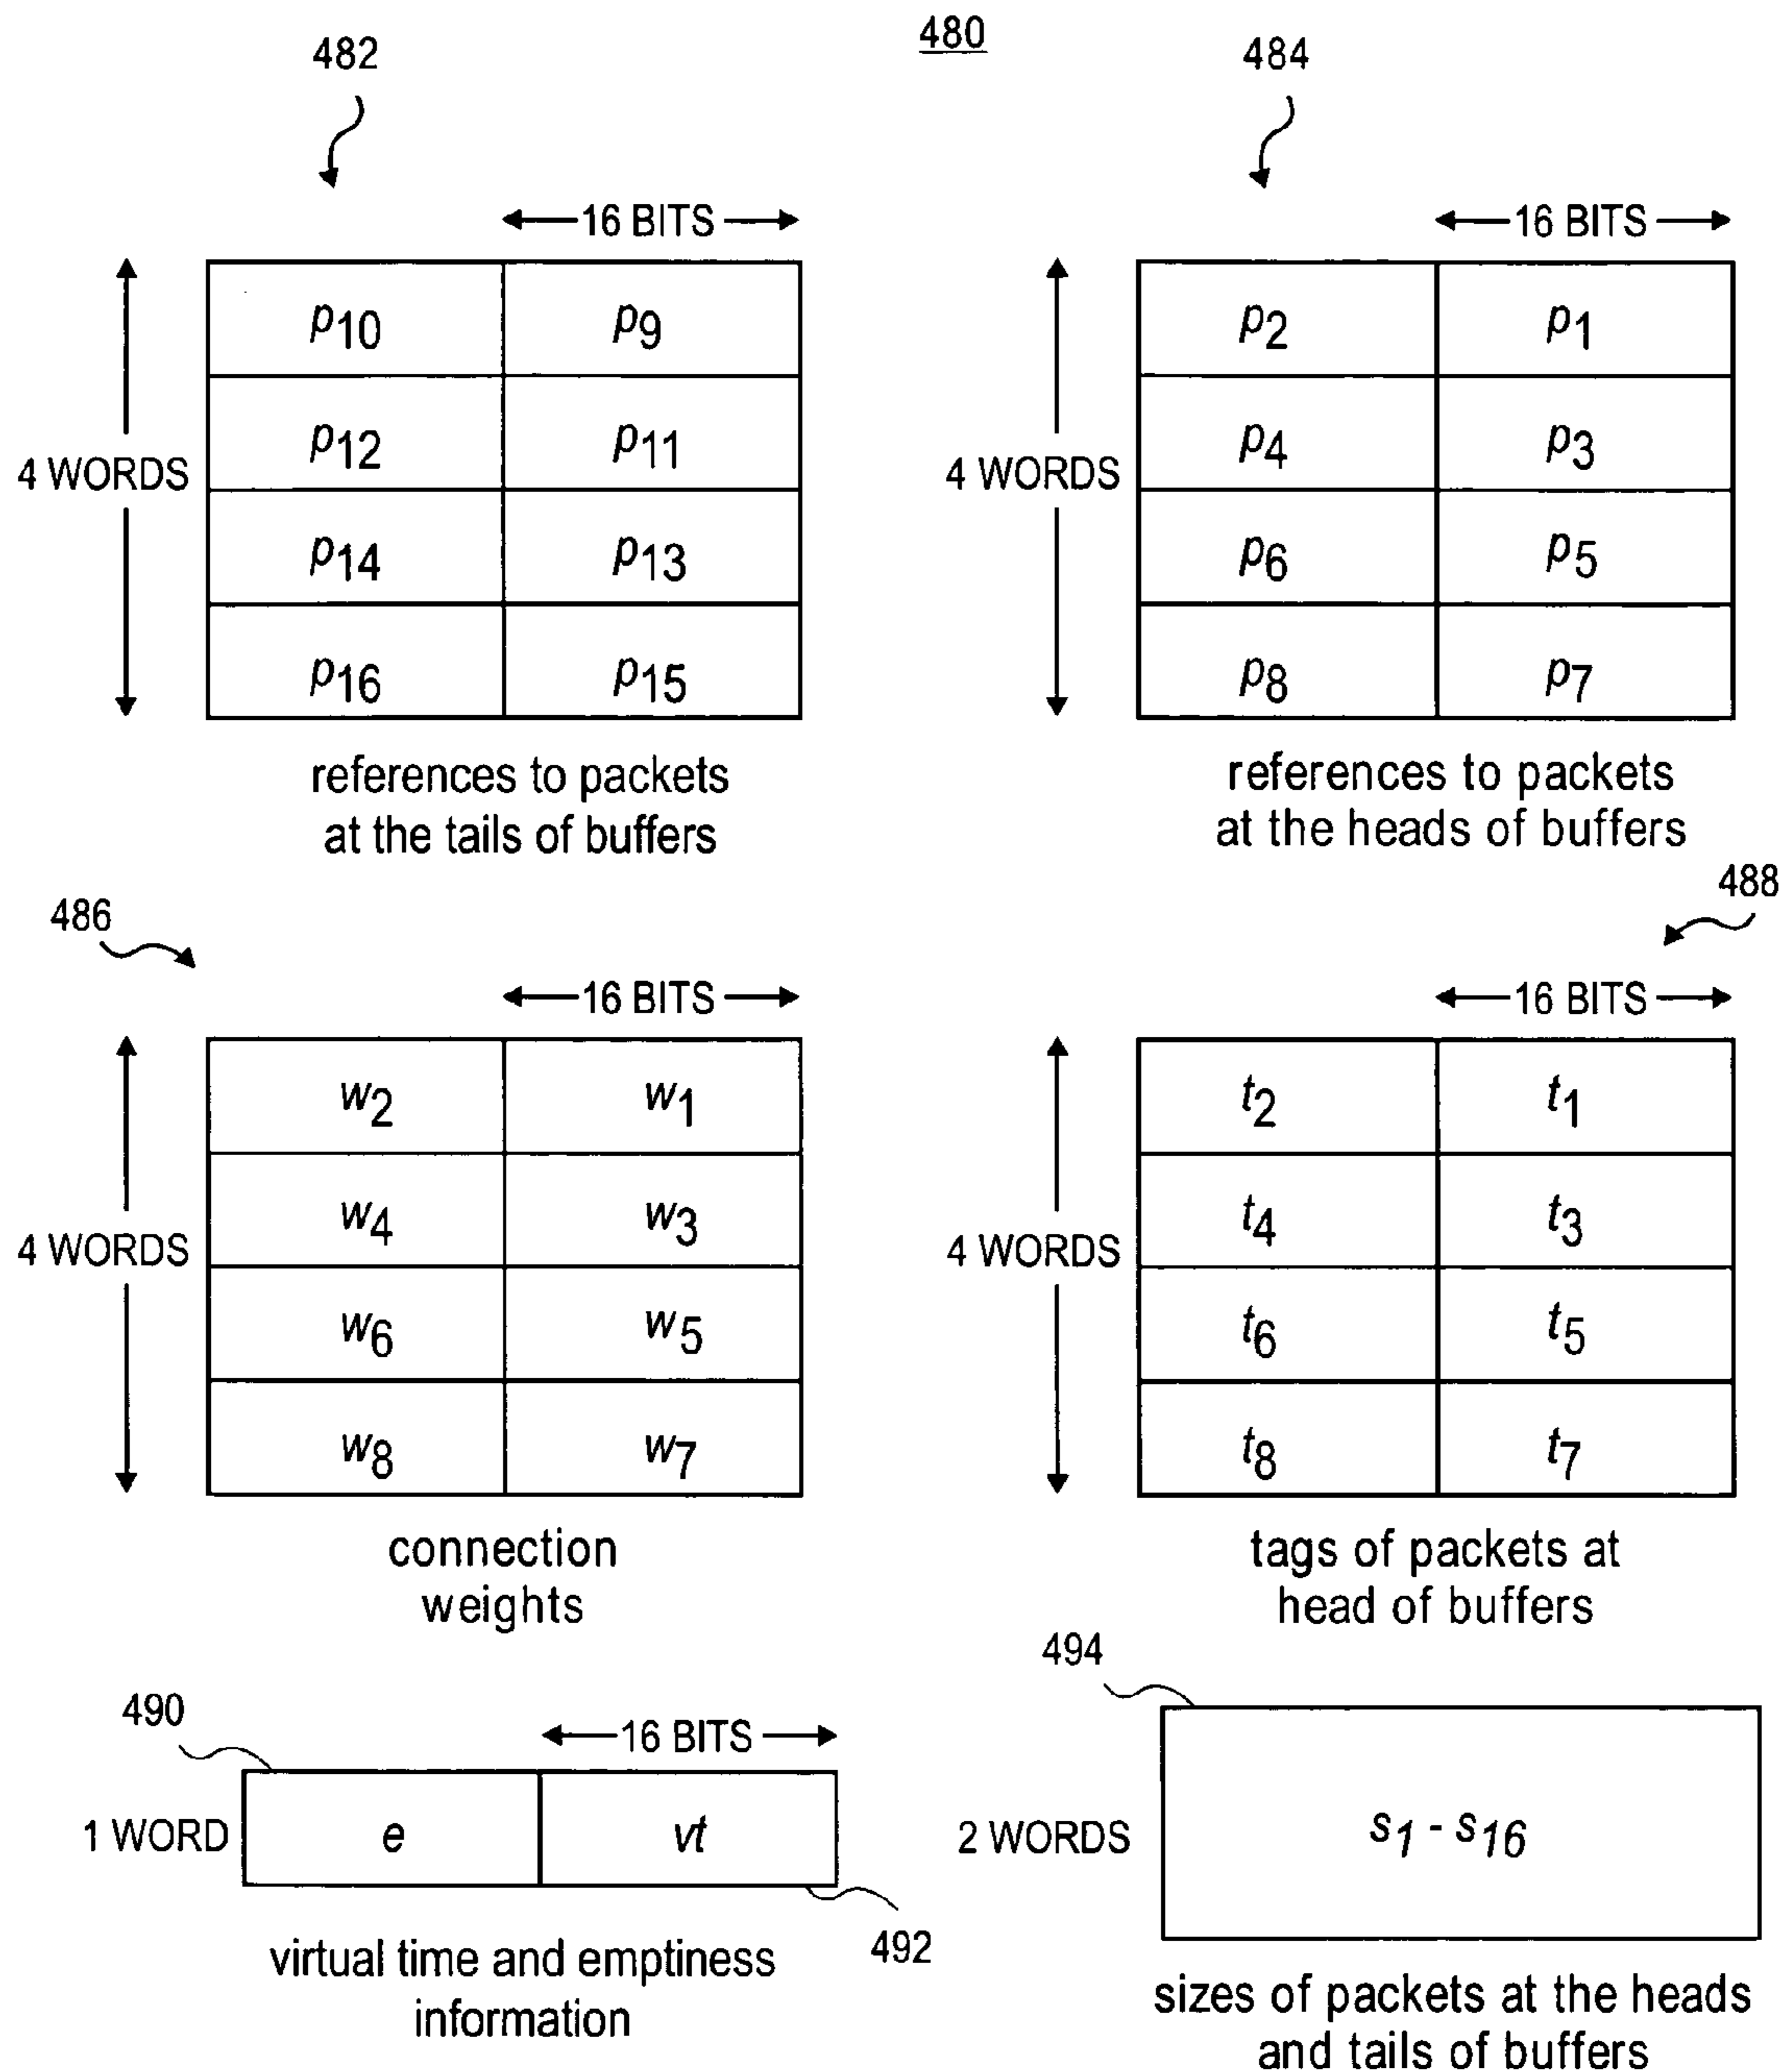 480
482
484
16 BITS
16 BITS
4 WORDS
p10 p9
p12 p11
p14 p13
p16 p15
4 WORDS
p2 p1
p4 p3
p6 p5
p8 p7
references to packets
at the tails of buffers
references to packets
at the heads of buffers
486
488
16 BITS
16 BITS
4 WORDS
w2 w1
w4 w3
w6 w5
w8 w7
4 WORDS
t2 t1
t4 t3
t6 t5
t8 t7
connection
weights
tags of packets at
head of buffers
490
16 BITS
1 WORD
e vt
492
virtual time and emptiness
information
494
2 WORDS
s1 - s16
sizes of packets at the heads
and tails of buffers